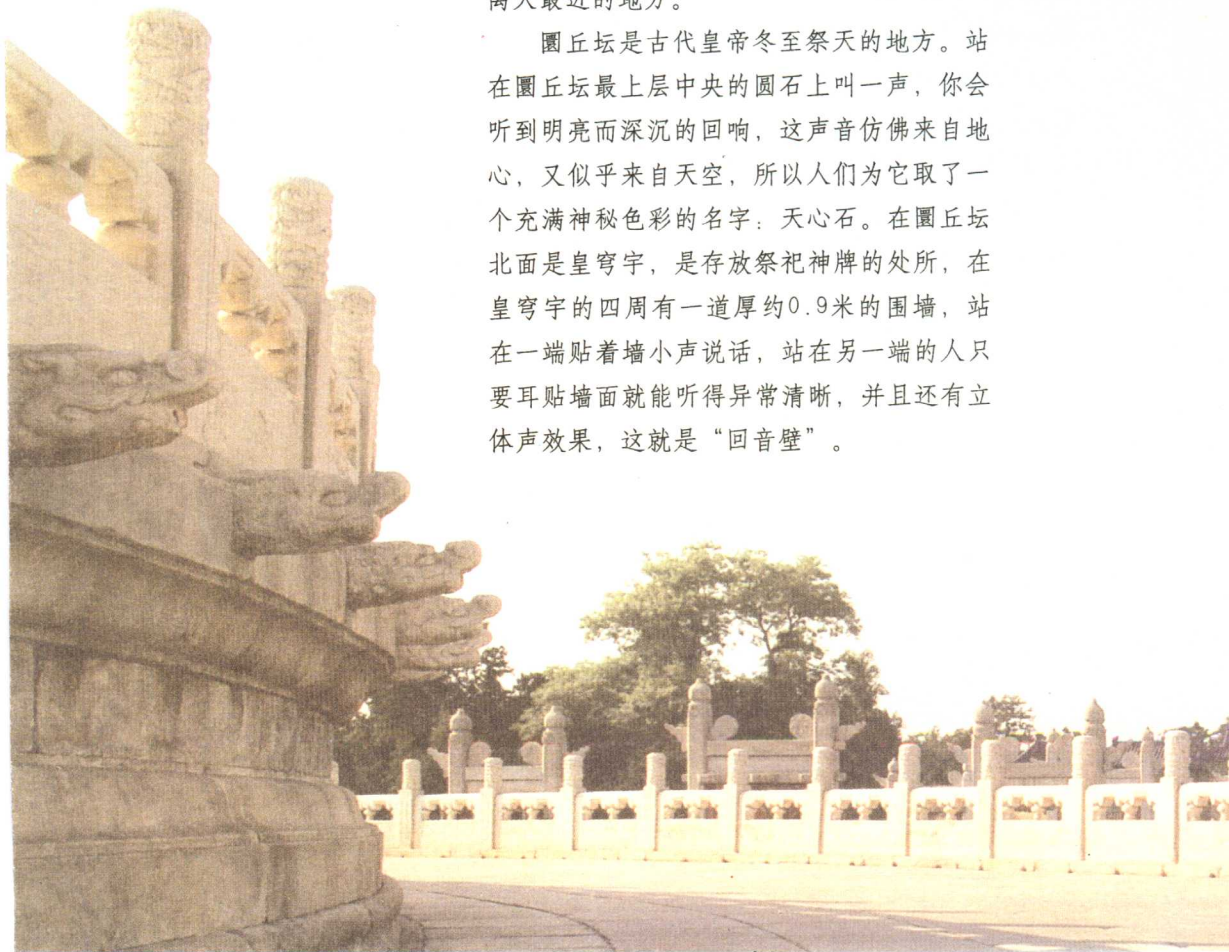 离天最近的地方。
圜丘坛是古代皇帝冬至祭天的地方。站
在圜丘坛最上层中央的圆石上叫一声，你会
听到明亮而深沉的回响，这声音仿佛来自地
心，又似乎来自天空，所以人们为它取了一
个充满神秘色彩的名字：天心石。在圜丘坛
北面是皇穹宇，是存放祭祀神牌的处所，在
皇穹宇的四周有一道厚约0.9米的围墙，站
在一端贴着墙小声说话，站在另一端的人只
要耳贴墙面就能听得异常清晰，并且还有立
体声效果，这就是“回音壁”。